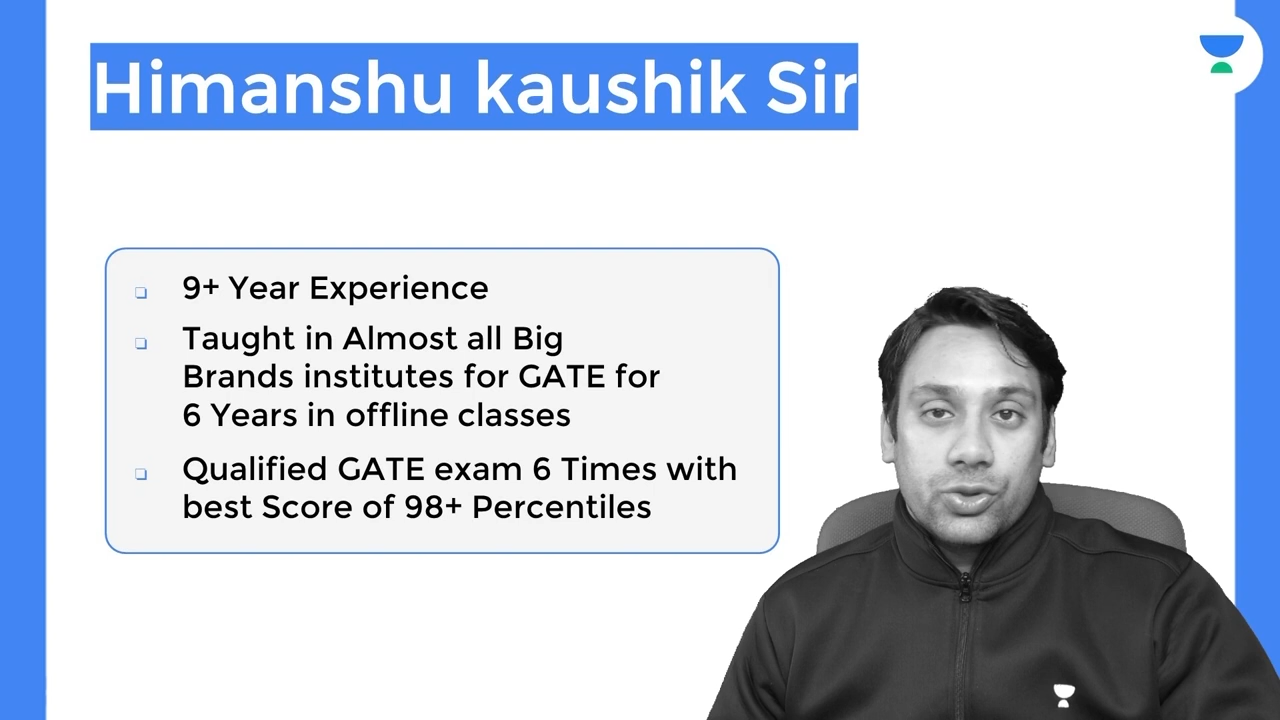 Himanshu kaushik Sir
9+ Year Experience
Taught in Almost all Big
Brands institutes for GATE for
6 Years in offline classes
Qualified GATE exam 6 Times with
best Score of 98+ Percentiles